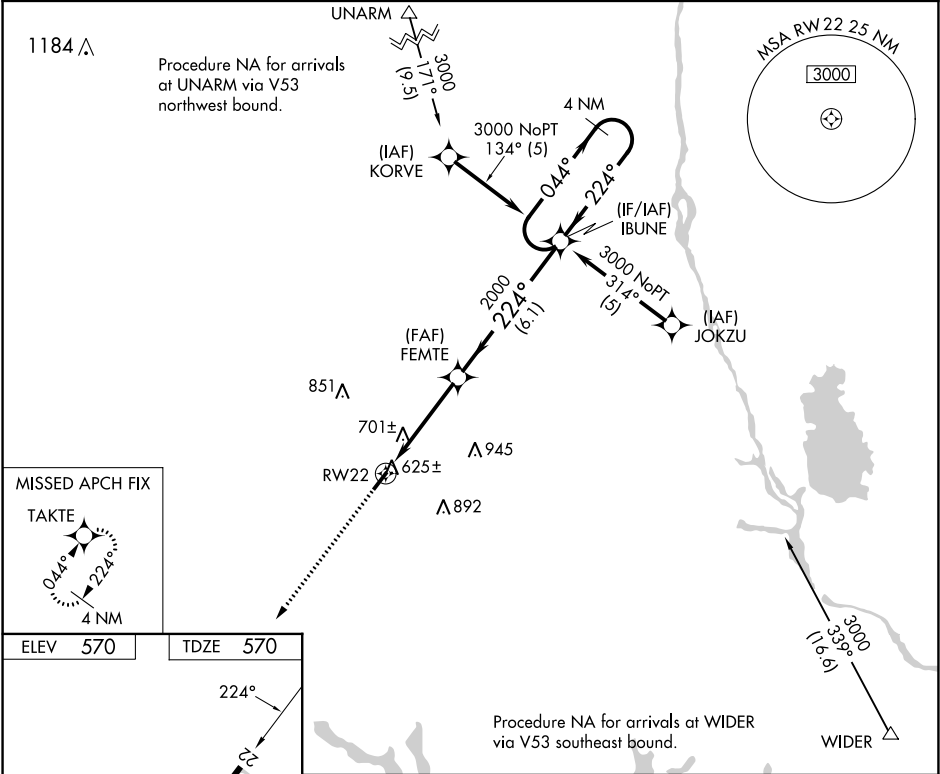 UNARM
1184
Procedure NA for arrivals
at UNARM via V53
northwest bound.
3000
171°
(9.5)
MSA RW22 25 NM
3000
4 NM
3000 NoPT
134° (5)
(IAF)
KORVE
044°
224°
(IF/IAF)
IBUNE
3000 NoPT
314°
(5)
(IAF)
JOKZU
2000
224°
(6.1)
(FAF)
FEMTE
851
701±
945
RW22
625±
892
MISSED APCH FIX
TAKTE
044°
224°
4 NM
3000
339°
(16.6)
ELEV 570
TDZE 570
224°
22
Procedure NA for arrivals at WIDER
via V53 southeast bound.
WIDER